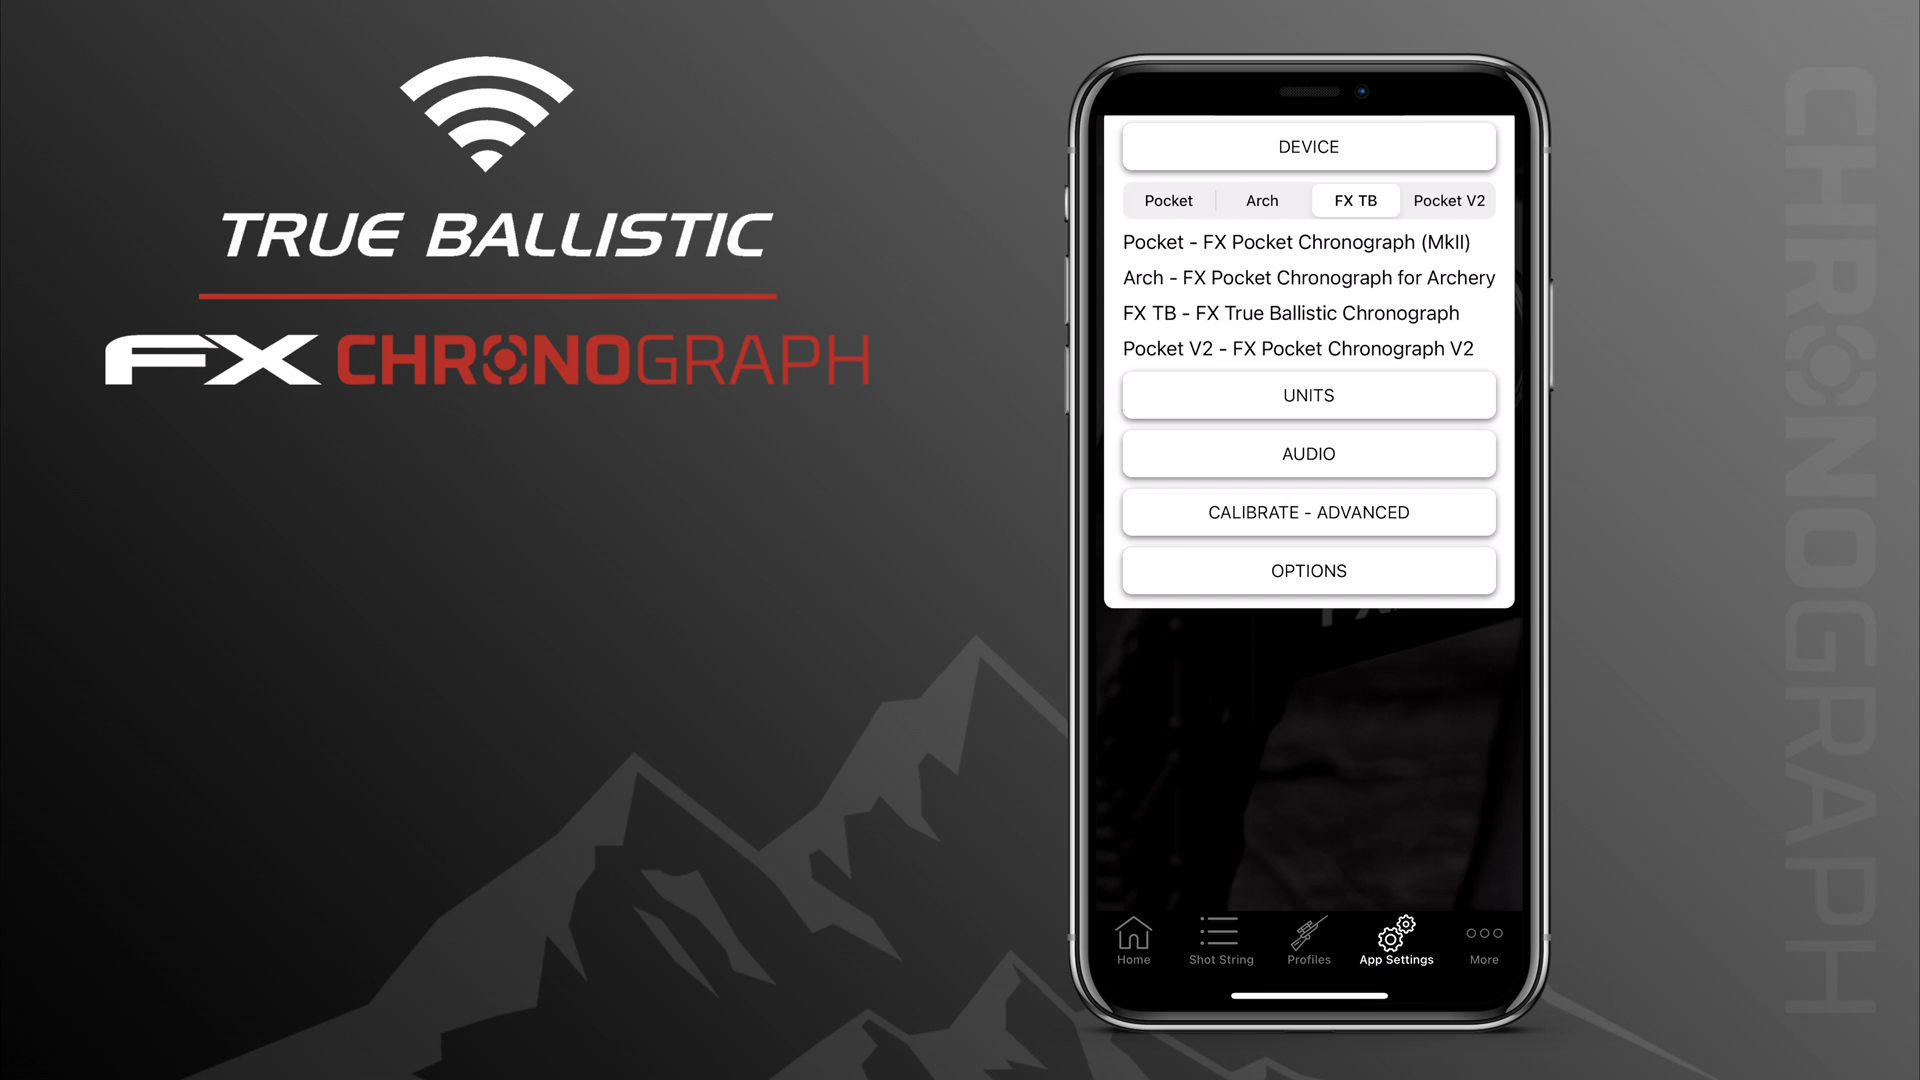 TRUE BALLISTIC
FX CHRONOGRAPH
DEVICE
Pocket
Arch
FX TB
Pocket V2
Pocket - FX Pocket Chronograph (MkII)
Arch - FX Pocket Chronograph for Archery
FX TB - FX True Ballistic Chronograph
Pocket V2 - FX Pocket Chronograph V2
UNITS
AUDIO
CALIBRATE - ADVANCED
OPTIONS
Home
Shot String
Profiles
App Settings
More
CHRONOGRAPH